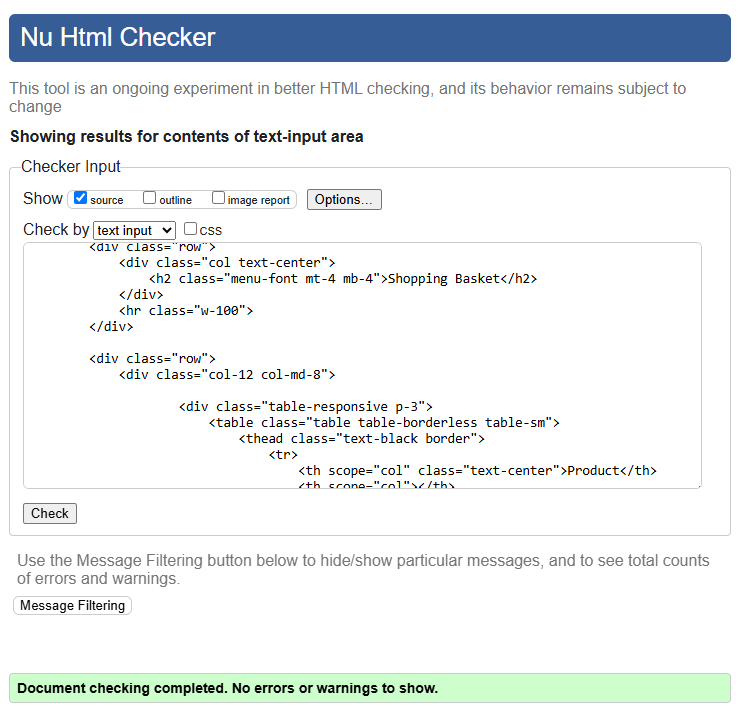 Nu Html Checker
This tool is an ongoing experiment in better HTML checking, and its behavior remains subject to
change
Showing results for contents of text-input area
Checker Input
Show source outline image report Options...
Check by text input css
<div class="row">
<div class="col text-center">
<h2 class="menu-font mt-4 mb-4">Shopping Basket</h2>
</div>
<hr class="w-100">
</div>
<div class="row">
<div class="col-12 col-md-8">
<div class="table-responsive p-3">
<table class="table table-borderless table-sm">
<thead class="text-black border">
<tr>
<th scope="col" class="text-center">Product</th>
<th scope="col"></th>
Check
Use the Message Filtering button below to hide/show particular messages, and to see total counts
of errors and warnings.
Message Filtering
Document checking completed. No errors or warnings to show.